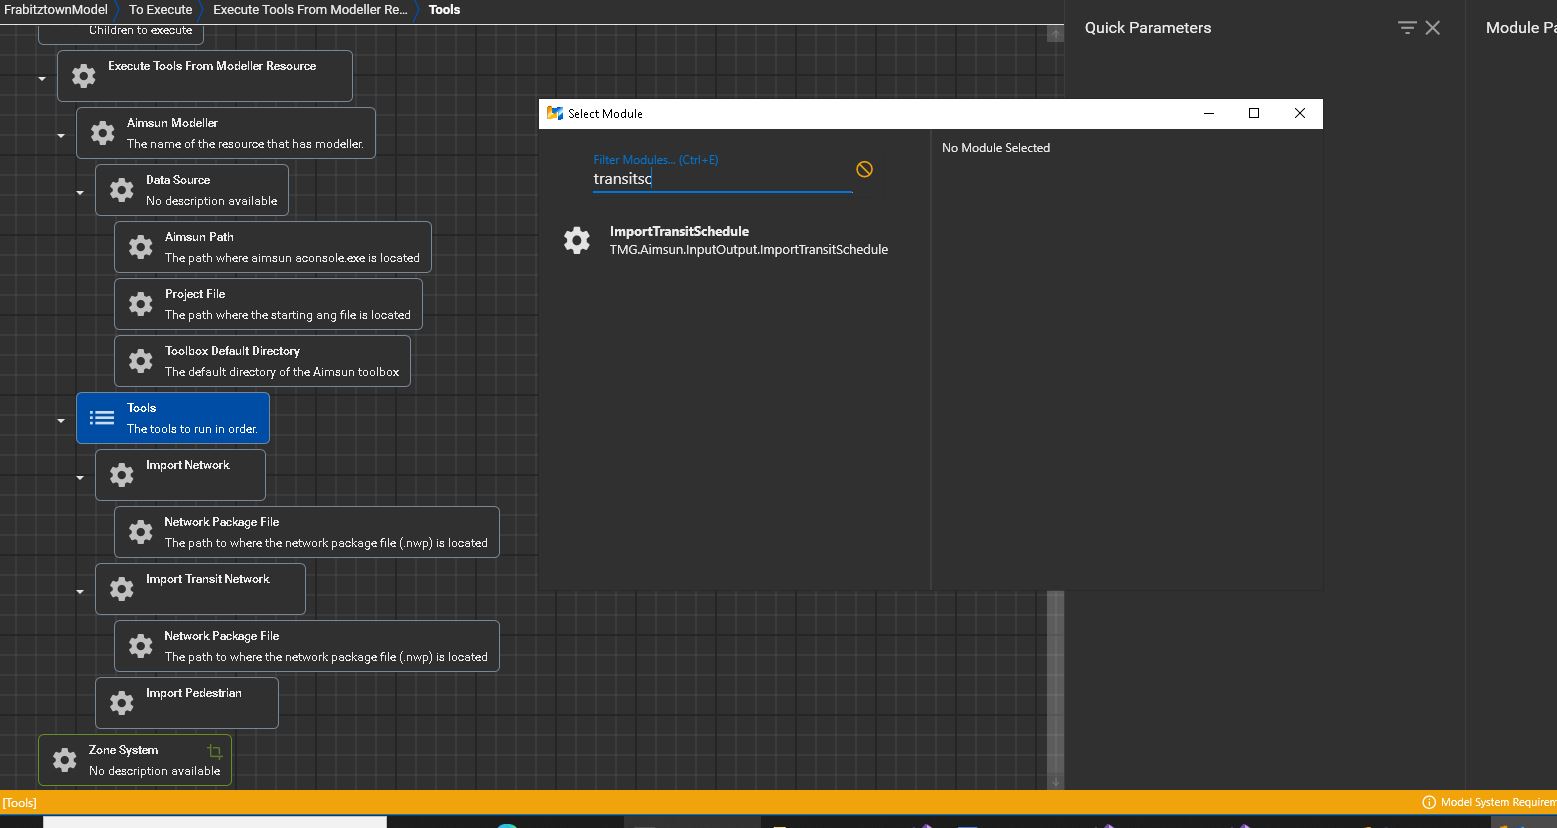 FrabitztownModel To Execute Execute Tools From Modeller Re... Tools
Children to execute
Execute Tools From Modeller Resource
Aimsun Modeller
The name of the resource that has modeller.
Data Source
No description available
Aimsun Path
The path where aimsun aconsole.exe is located
Project File
The path where the starting ang file is located
Toolbox Default Directory
The default directory of the Aimsun toolbox
Tools
The tools to run in order.
Import Network
Network Package File
The path to where the network package file (.nwp) is located
Import Transit Network
Network Package File
The path to where the network package file (.nwp) is located
Import Pedestrian
Zone System
No description available
Select Module
Filter Modules... (Ctrl+E)
transitsc
ImportTransitSchedule
TMG.Aimsun.InputOutput.ImportTransitSchedule
No Module Selected
Quick Parameters
Module Pa
[Tools]
Model System Requirem